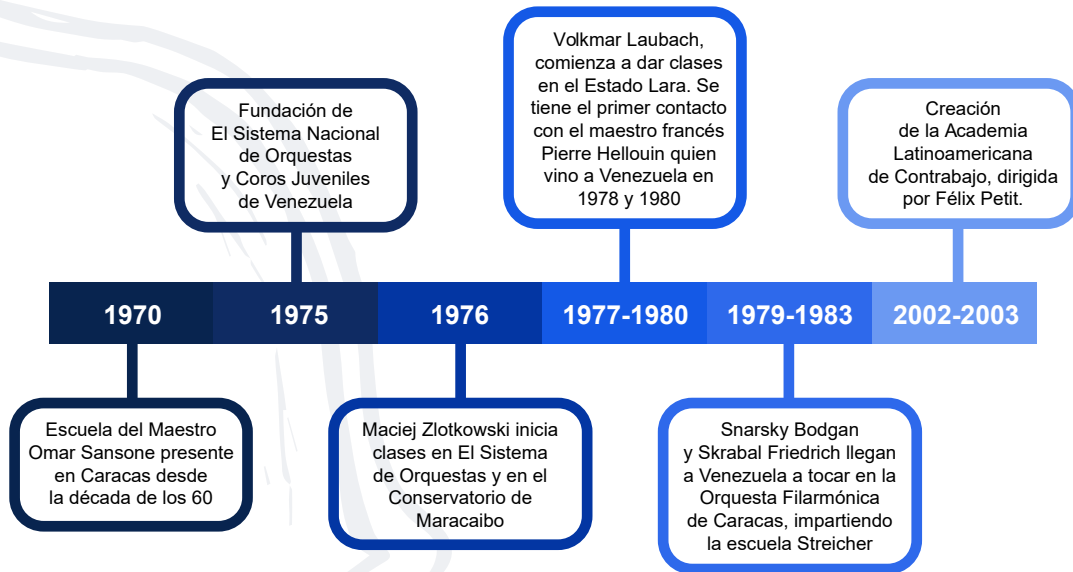 Volkmar Laubach,
comienza a dar clases
en el Estado Lara. Se
tiene el primer contacto
con el maestro francés
Pierre Hellouin quien
vino a Venezuela en
1978 y 1980
Fundación de
El Sistema Nacional
de Orquestas
y Coros Juveniles
de Venezuela
Creación
de la Academia
Latinoamericana
de Contrabajo, dirigida
por Félix Petit.
1970
1975
1976
1977-1980
1979-1983
2002-2003
Escuela del Maestro
Omar Sansone presente
en Caracas desde
la década de los 60
Maciej Zlotkowski inicia
clases en El Sistema
de Orquestas y en el
Conservatorio de
Maracaibo
Snarsky Bodgan
y Skrabal Friedrich llegan
a Venezuela a tocar en la
Orquesta Filarmónica
de Caracas, impartiendo
la escuela Streicher